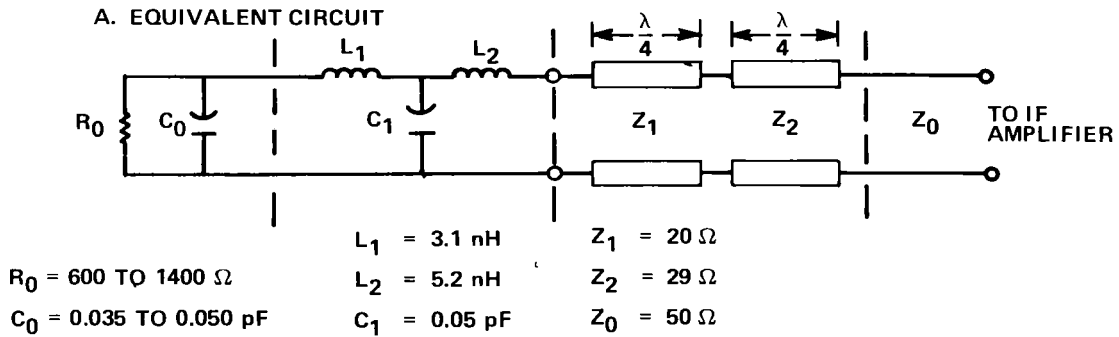 A. EQUIVALENT CIRCUIT
λ/4
λ/4
L1
L2
R0
C0
C1
Z1
Z2
Z0
TO IF
AMPLIFIER
L1 = 3.1 nH
Z1 = 20 Ω
R0 = 600 TO 1400 Ω
L2 = 5.2 nH
Z2 = 29 Ω
C0 = 0.035 TO 0.050 pF
C1 = 0.05 pF
Z0 = 50 Ω